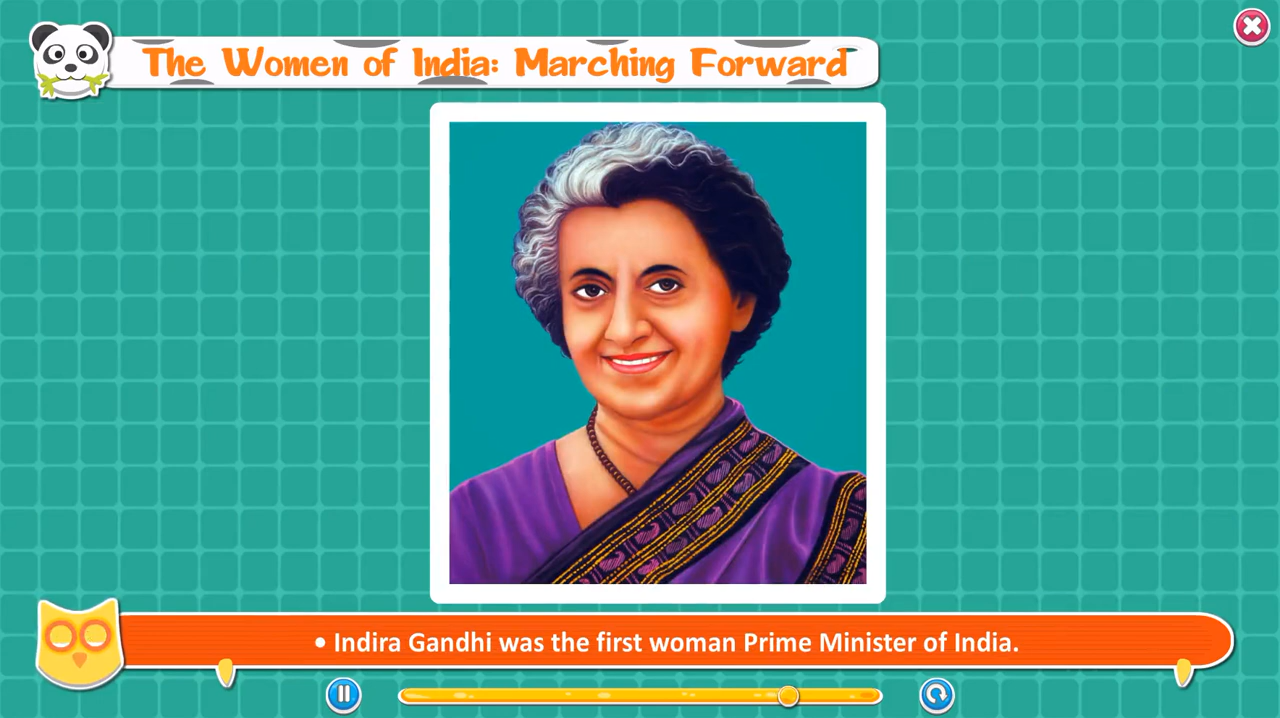 The Women of India: Marching Forward
• Indira Gandhi was the first woman Prime Minister of India.